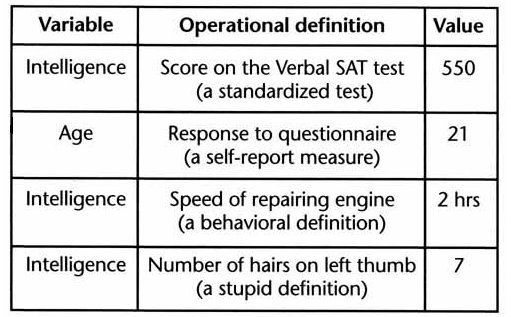 Variable Operational definition Value
Intelligence Score on the Verbal SAT test 550
(a standardized test)
Age Response to questionnaire 21
(a self-report measure)
Intelligence Speed of repairing engine 2 hrs
(a behavioral definition)
Intelligence Number of hairs on left thumb 7
(a stupid definition)